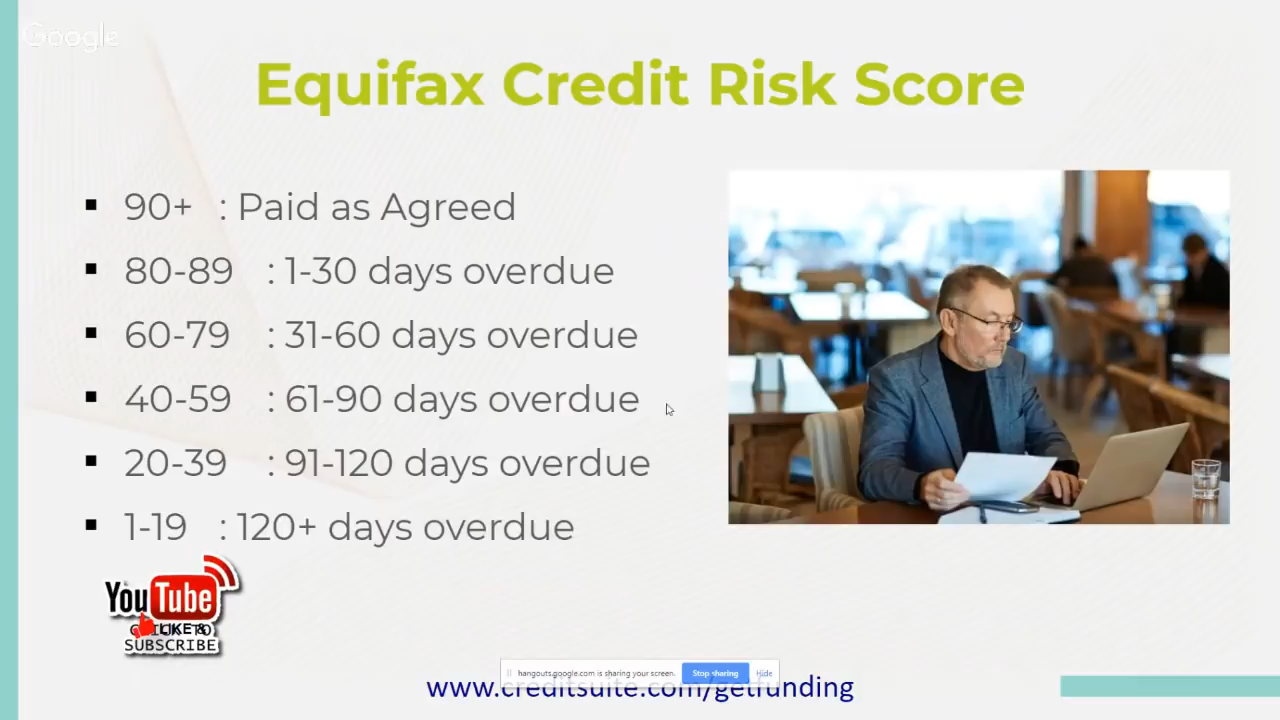 Google
Equifax Credit Risk Score
90+ : Paid as Agreed
80-89 : 1-30 days overdue
60-79 : 31-60 days overdue
40-59 : 61-90 days overdue
20-39 : 91-120 days overdue
1-19 : 120+ days overdue
YouTube
LIKE &
SUBSCRIBE
hangouts.google.com is sharing your screen. Stop sharing Hide
www.creditsuite.com/getfunding